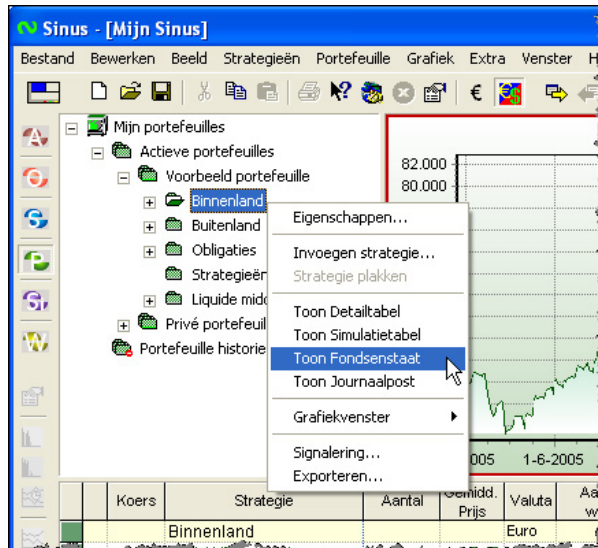 Sinus - [Mijn Sinus]
Bestand Bewerken Beeld Strategieën Portefeuille Grafiek Extra Venster H
Mijn portefeuilles
Actieve portefeuilles
Voorbeeld portefeuille
Binnenland
Buitenland
Obligaties
Strategieën
Liquide midd
Privé portefeuil
Portefeuille historie
Eigenschappen...
Invoegen strategie...
Strategie plakken
Toon Detailtabel
Toon Simulatietabel
Toon Fondsenstaat
Toon Journaalpost
Grafiekvenster
Signalering...
Exporteren...
82.000
80.000
005 1-6-2005
Koers Strategie Aantal Gemidd. Prijs Valuta Aa w
Binnenland Euro